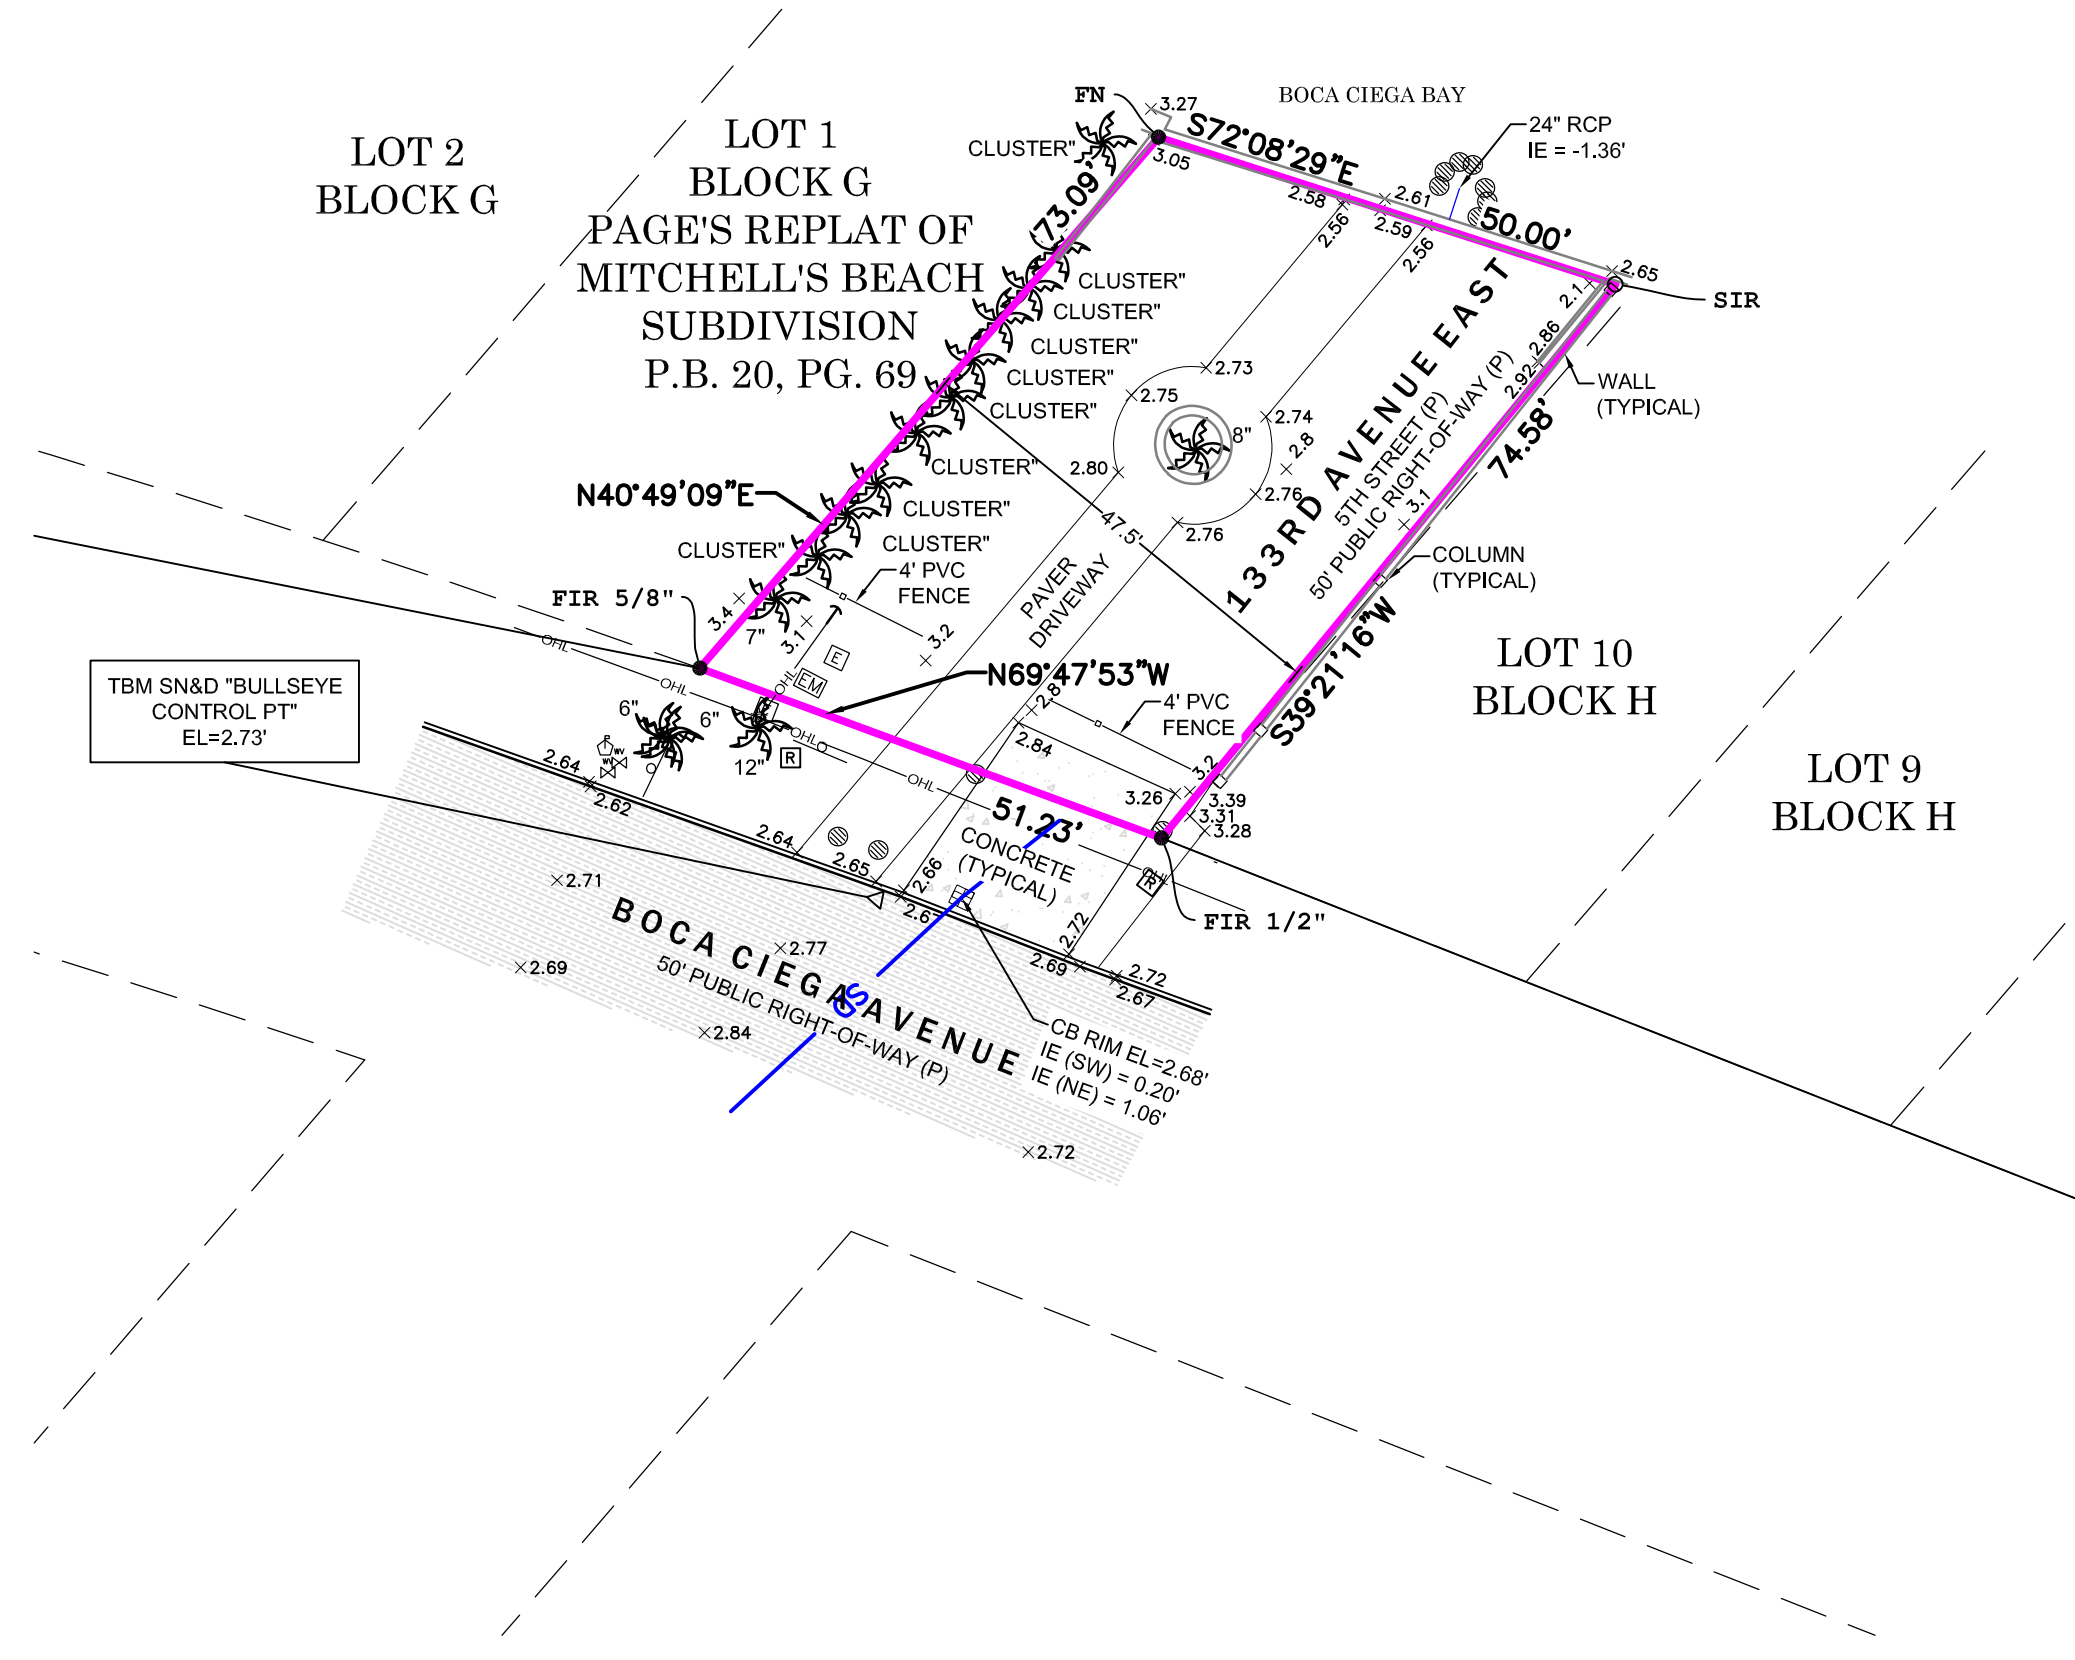 BOCA CIEGA BAY
FN
3.27
S72°08'29"E
24" RCP
IE = -1.36'
LOT 2
BLOCK G
LOT 1
BLOCK G
PAGE'S REPLAT OF
MITCHELL'S BEACH
SUBDIVISION
P.B. 20, PG. 69
CLUSTER"
3.05
73.09'
2.58
2.56
2.61
2.59
2.56
50.00'
2.65
2.1
SIR
CLUSTER"
CLUSTER"
CLUSTER"
CLUSTER"
CLUSTER"
CLUSTER"
CLUSTER"
CLUSTER"
CLUSTER"
2.73
2.75
2.74
2.8
8"
2.80
2.76
2.76
2.86
2.92
WALL
(TYPICAL)
74.58'
133RD AVENUE EAST
5TH STREET (P)
50' PUBLIC RIGHT-OF-WAY (P)
3.1
N40°49'09"E
47.5'
4' PVC
FENCE
PAVER
DRIVEWAY
COLUMN
(TYPICAL)
S39°21'16"W
FIR 5/8"
3.4
7"
3.1
3.2
E
EM
N69°47'53"W
2.8
4' PVC
FENCE
LOT 10
BLOCK H
LOT 9
BLOCK H
OHL
OHL
OHL
OHL
OHL
OHL
TBM SN&D "BULLSEYE
CONTROL PT"
EL=2.73'
6"
6"
12"
R
P
WV
WV
2.84
3.26
3.2
3.39
3.31
3.28
2.64
2.62
2.64
2.65
2.66
2.67
51.23'
CONCRETE
(TYPICAL)
R
FIR 1/2"
2.72
2.69
2.72
2.67
2.71
2.77
2.69
2.84
2.72
BOCA CIEGA AVENUE
50' PUBLIC RIGHT-OF-WAY (P)
GS
CB RIM EL=2.68'
IE (SW) = 0.20'
IE (NE) = 1.06'